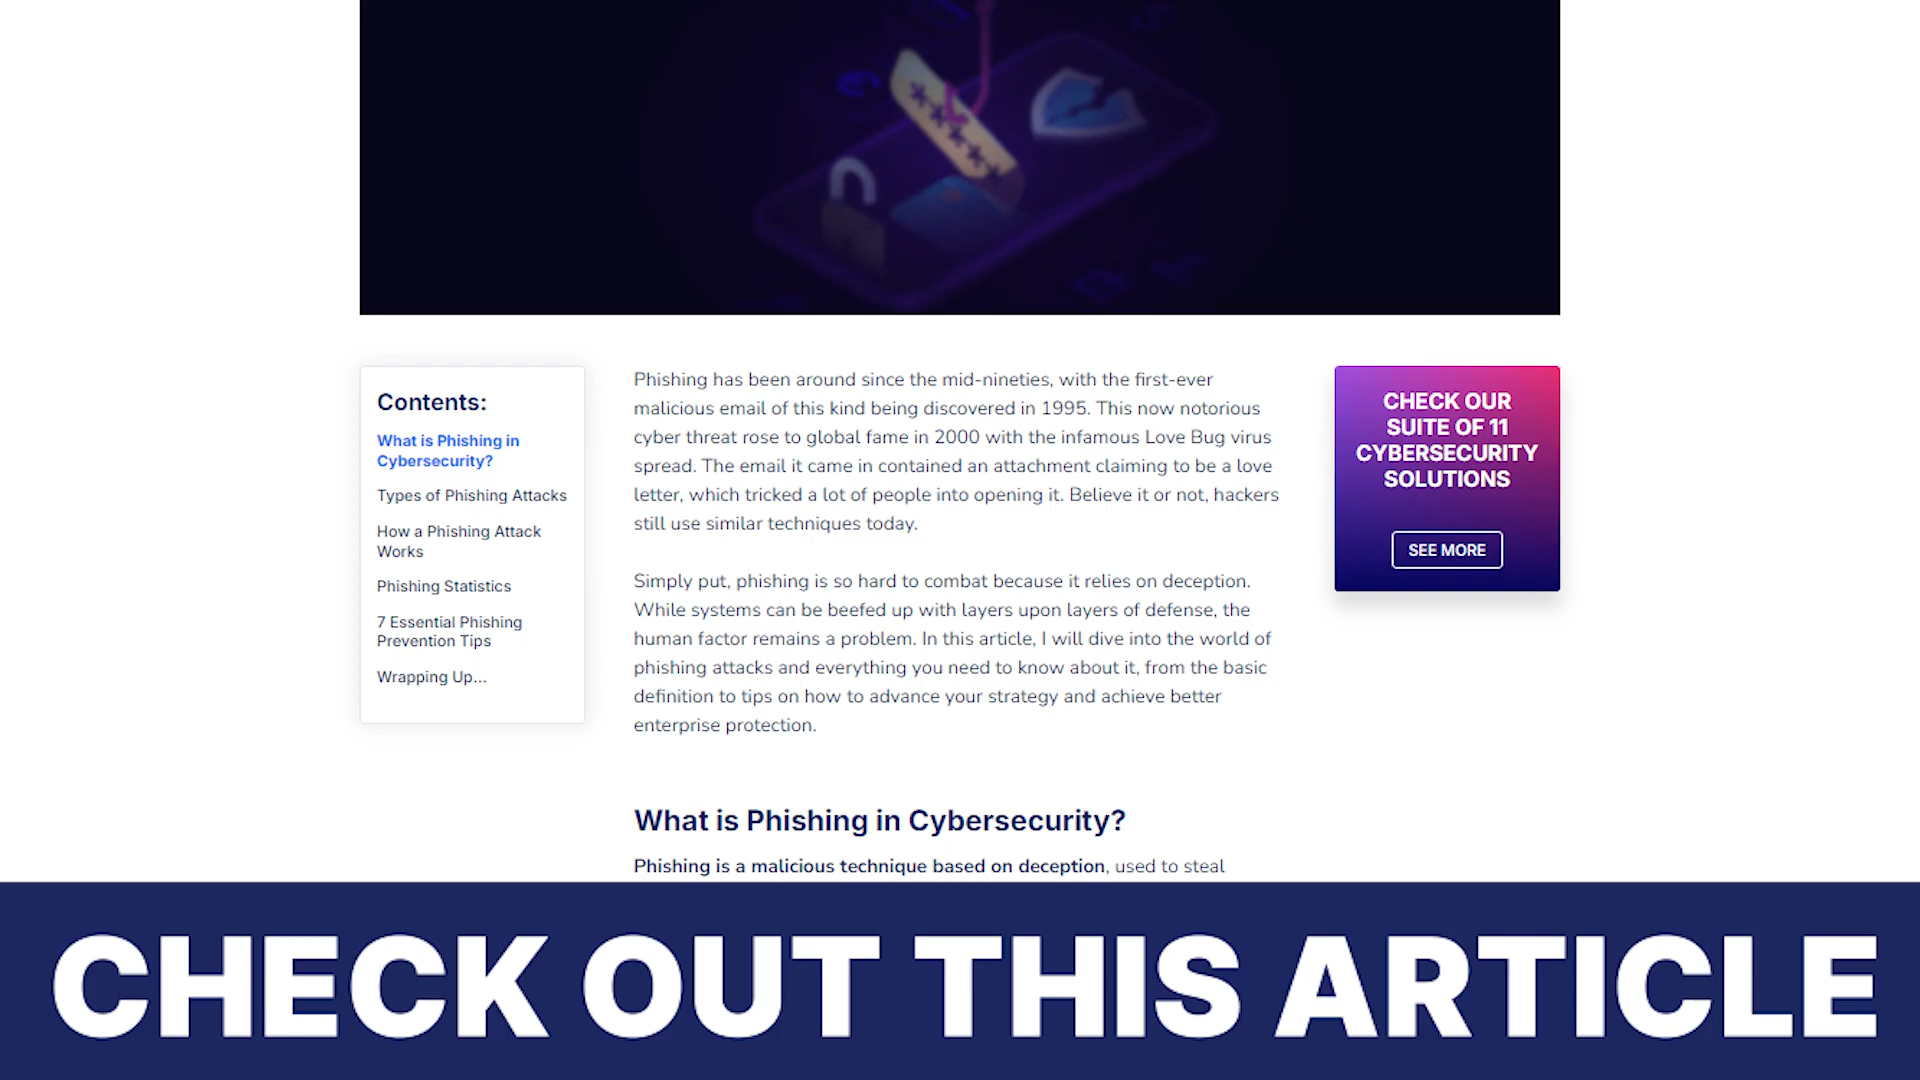 Contents:
What is Phishing in
Cybersecurity?
Types of Phishing Attacks
How a Phishing Attack
Works
Phishing Statistics
7 Essential Phishing
Prevention Tips
Wrapping Up...
Phishing has been around since the mid-nineties, with the first-ever
malicious email of this kind being discovered in 1995. This now notorious
cyber threat rose to global fame in 2000 with the infamous Love Bug virus
spread. The email it came in contained an attachment claiming to be a love
letter, which tricked a lot of people into opening it. Believe it or not, hackers
still use similar techniques today.
Simply put, phishing is so hard to combat because it relies on deception.
While systems can be beefed up with layers upon layers of defense, the
human factor remains a problem. In this article, I will dive into the world of
phishing attacks and everything you need to know about it, from the basic
definition to tips on how to advance your strategy and achieve better
enterprise protection.
What is Phishing in Cybersecurity?
Phishing is a malicious technique based on deception, used to steal
CHECK OUR
SUITE OF 11
CYBERSECURITY
SOLUTIONS
SEE MORE
CHECK OUT THIS ARTICLE